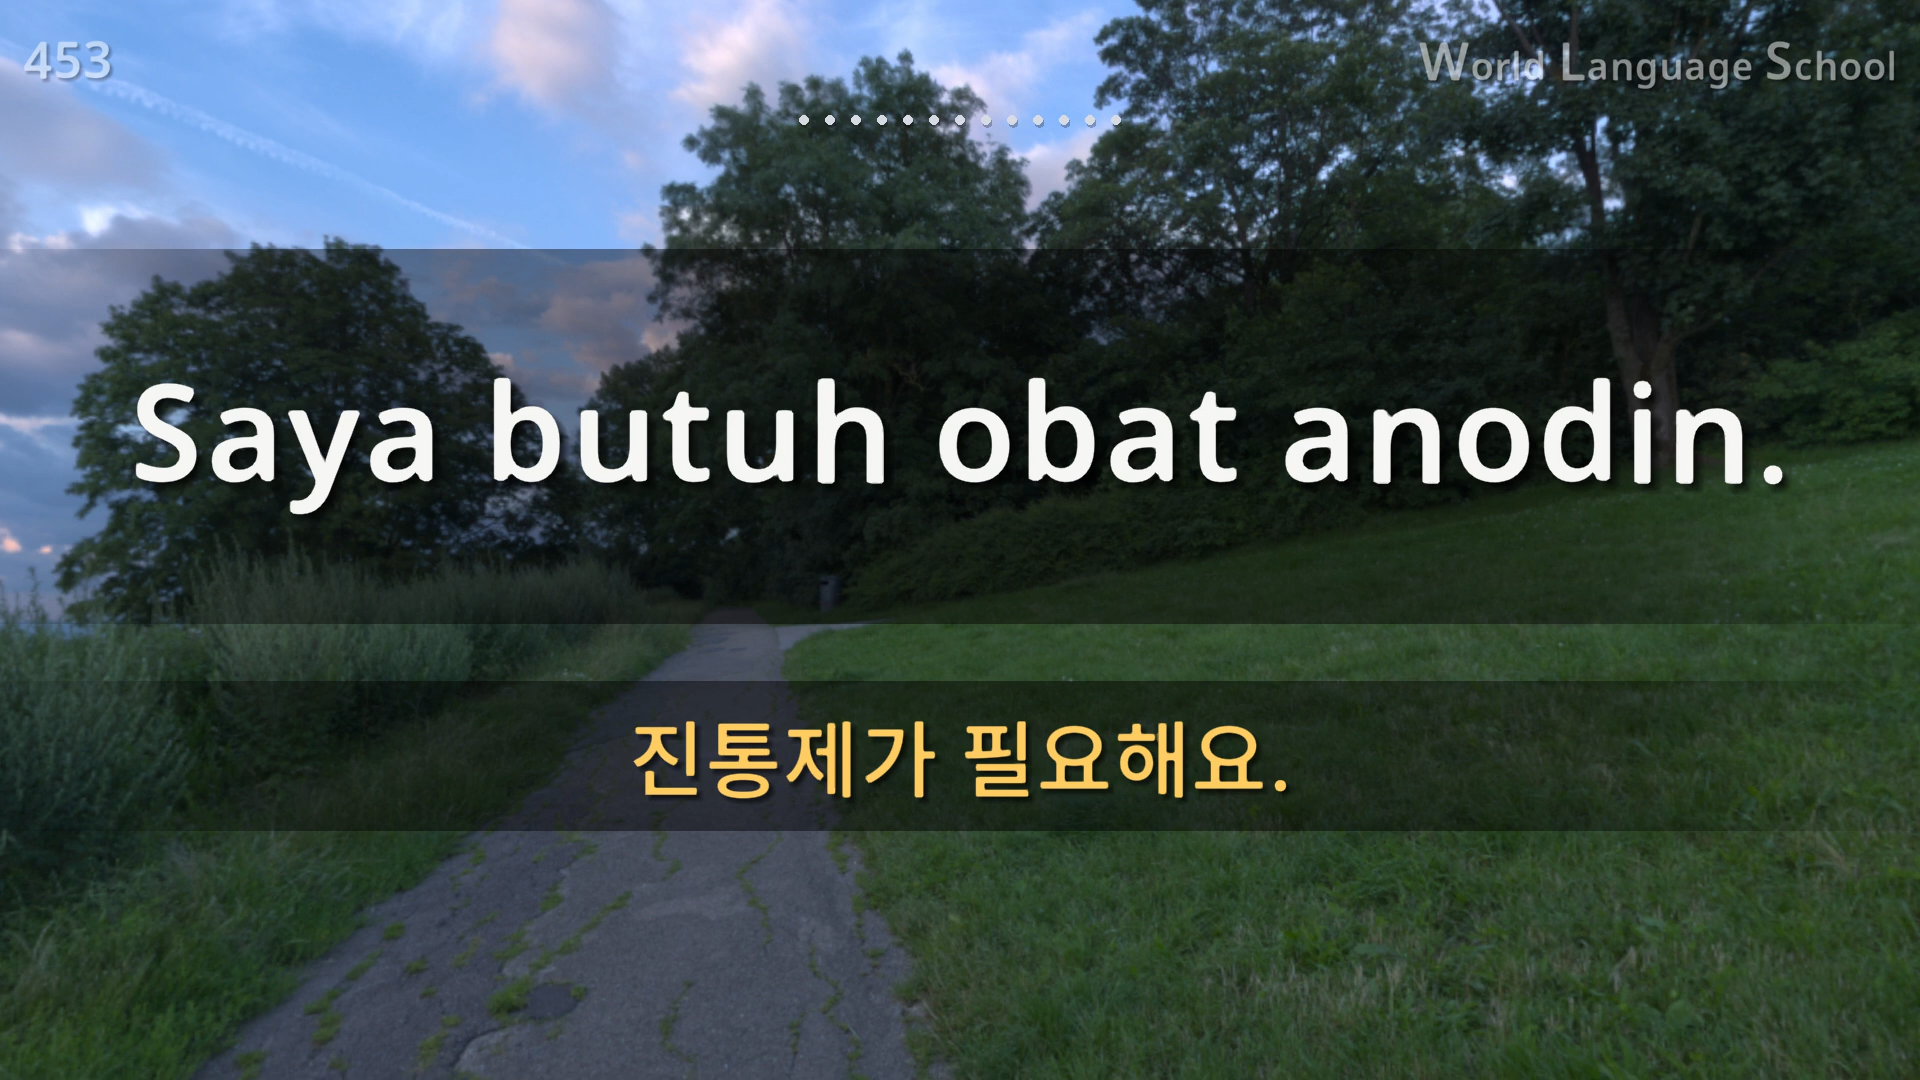 453
World Language School
Saya butuh obat anodin.
진통제가 필요해요.